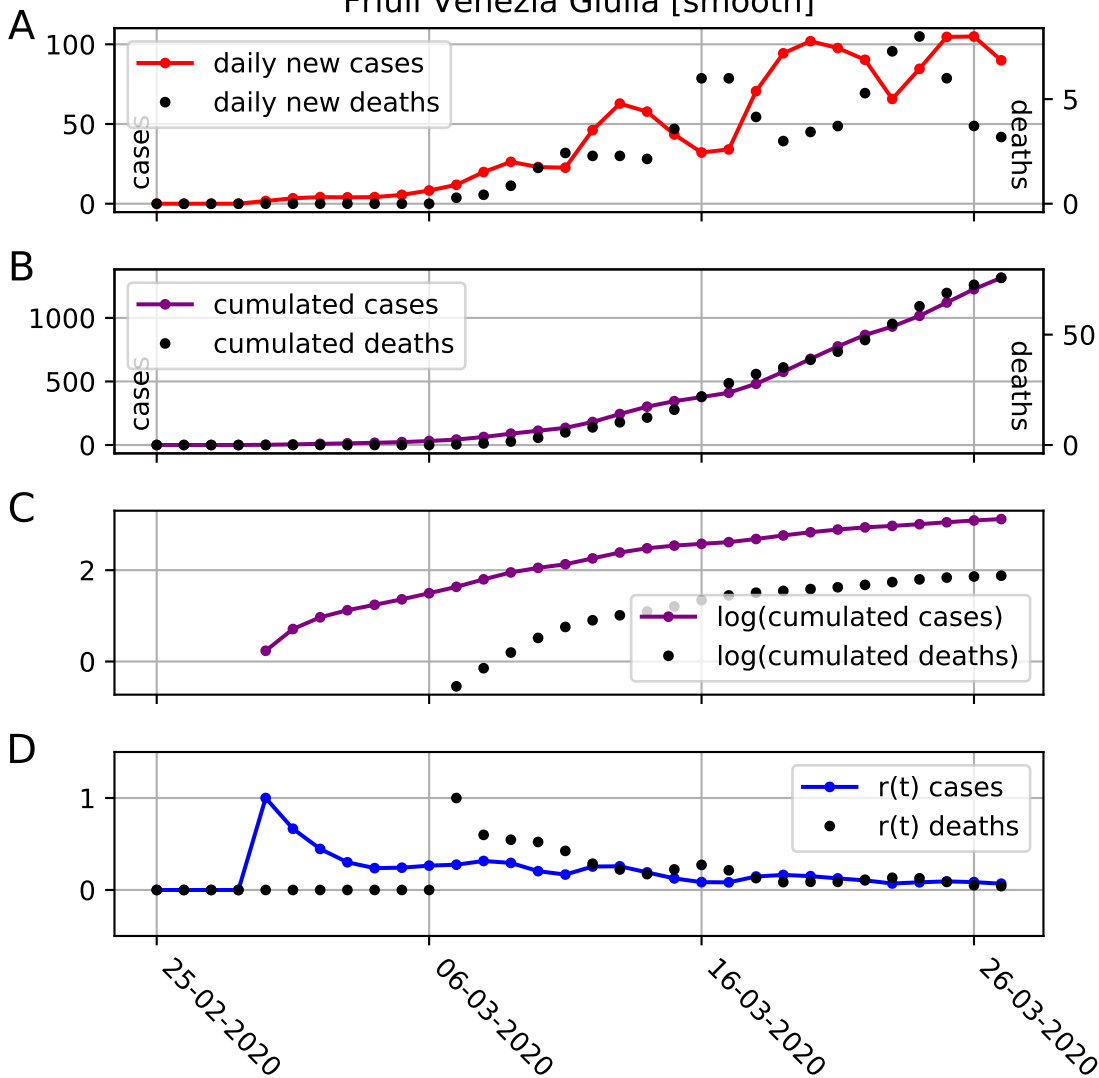 Friuli Venezia Giulia [smooth]
A
100
50
0
daily new cases
daily new deaths
cases
5
0
deaths
B
1000
500
0
cumulated cases
cumulated deaths
cases
50
0
deaths
C
2
0
log(cumulated cases)
log(cumulated deaths)
D
1
0
r(t) cases
r(t) deaths
25-02-2020
06-03-2020
16-03-2020
26-03-2020